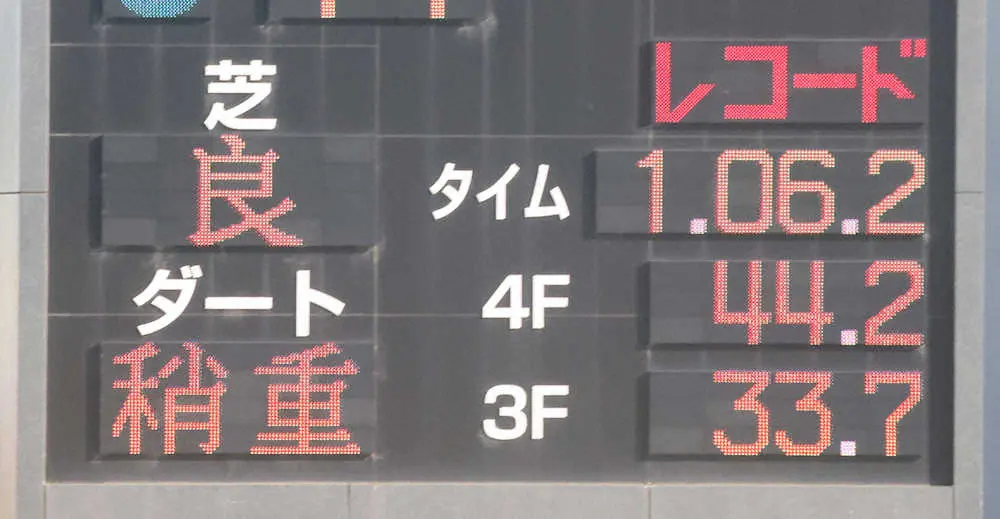 レコード
芝
良
タイム 1.06.2
ダート
4F 44.2
稍重
3F 33.7